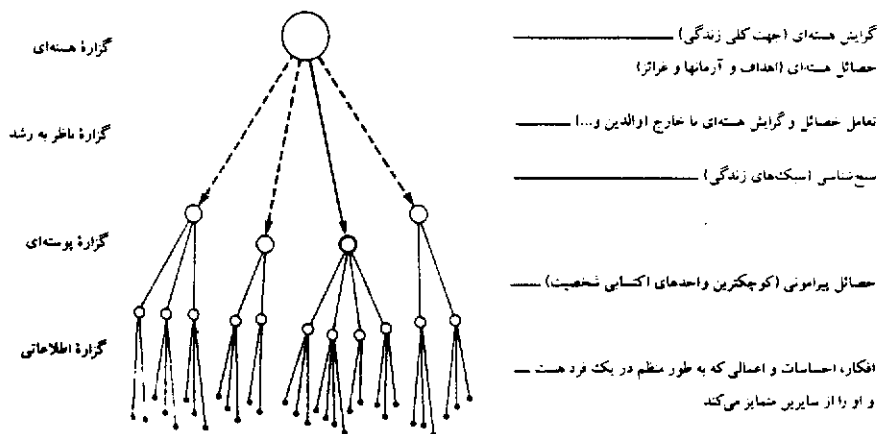 گرایش هسته‌ای (جهت کلی زندگی)
خصائل هسته‌ای (اهداف و آرمانها و غرائز)
تعامل خصائل و گرایش هسته‌ای با خارج (والدین و...)
سنخ‌شناسی (سبک‌های زندگی)
خصائل پیرامونی (کوچکترین واحدهای اکتسابی شخصیت)
افکار، احساسات و اعمالی که به طور منظم در یک فرد هست
و او را از سایرین متمایز می‌کند
گزارهٔ هسته‌ای
گزارهٔ ناظر به رشد
گزارهٔ پوسته‌ای
گزارهٔ اطلاعاتی